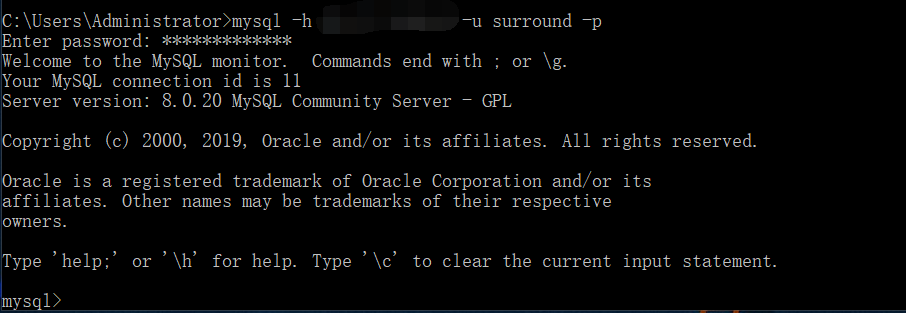 C:\Users\Administrator>mysql -h -u surround -p
Enter password: *************
Welcome to the MySQL monitor.  Commands end with ; or \g.
Your MySQL connection id is 11
Server version: 8.0.20 MySQL Community Server - GPL
Copyright (c) 2000, 2019, Oracle and/or its affiliates. All rights reserved.
Oracle is a registered trademark of Oracle Corporation and/or its
affiliates. Other names may be trademarks of their respective
owners.
Type 'help;' or '\h' for help. Type '\c' to clear the current input statement.
mysql>